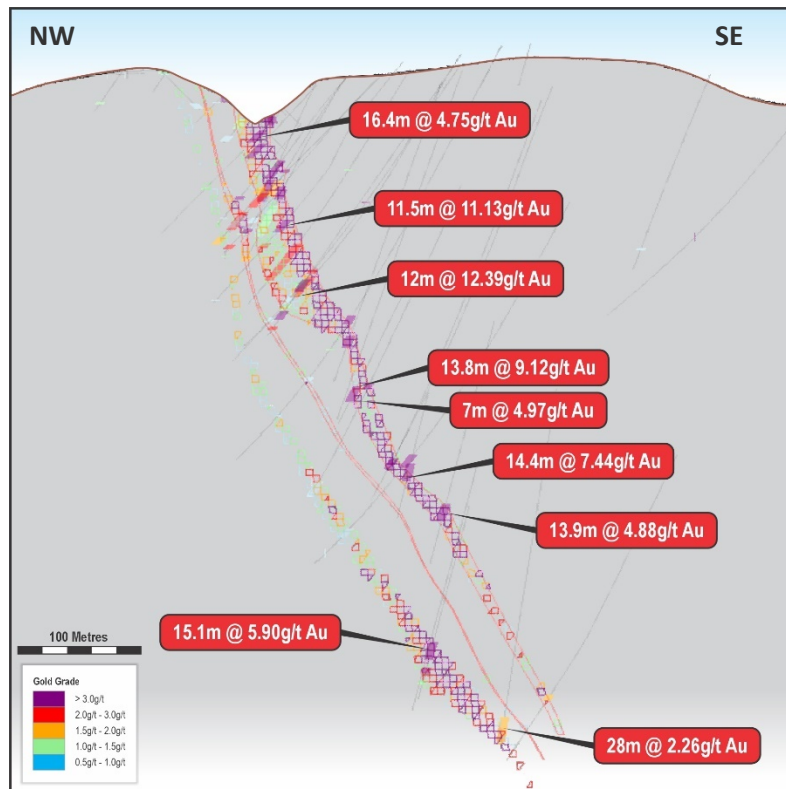 NW
SE
16.4m @ 4.75g/t Au
11.5m @ 11.13g/t Au
12m @ 12.39g/t Au
13.8m @ 9.12g/t Au
7m @ 4.97g/t Au
14.4m @ 7.44g/t Au
13.9m @ 4.88g/t Au
15.1m @ 5.90g/t Au
28m @ 2.26g/t Au
100 Metres
Gold Grade
> 3.0g/t
2.0g/t - 3.0g/t
1.5g/t - 2.0g/t
1.0g/t - 1.5g/t
0.5g/t - 1.0g/t